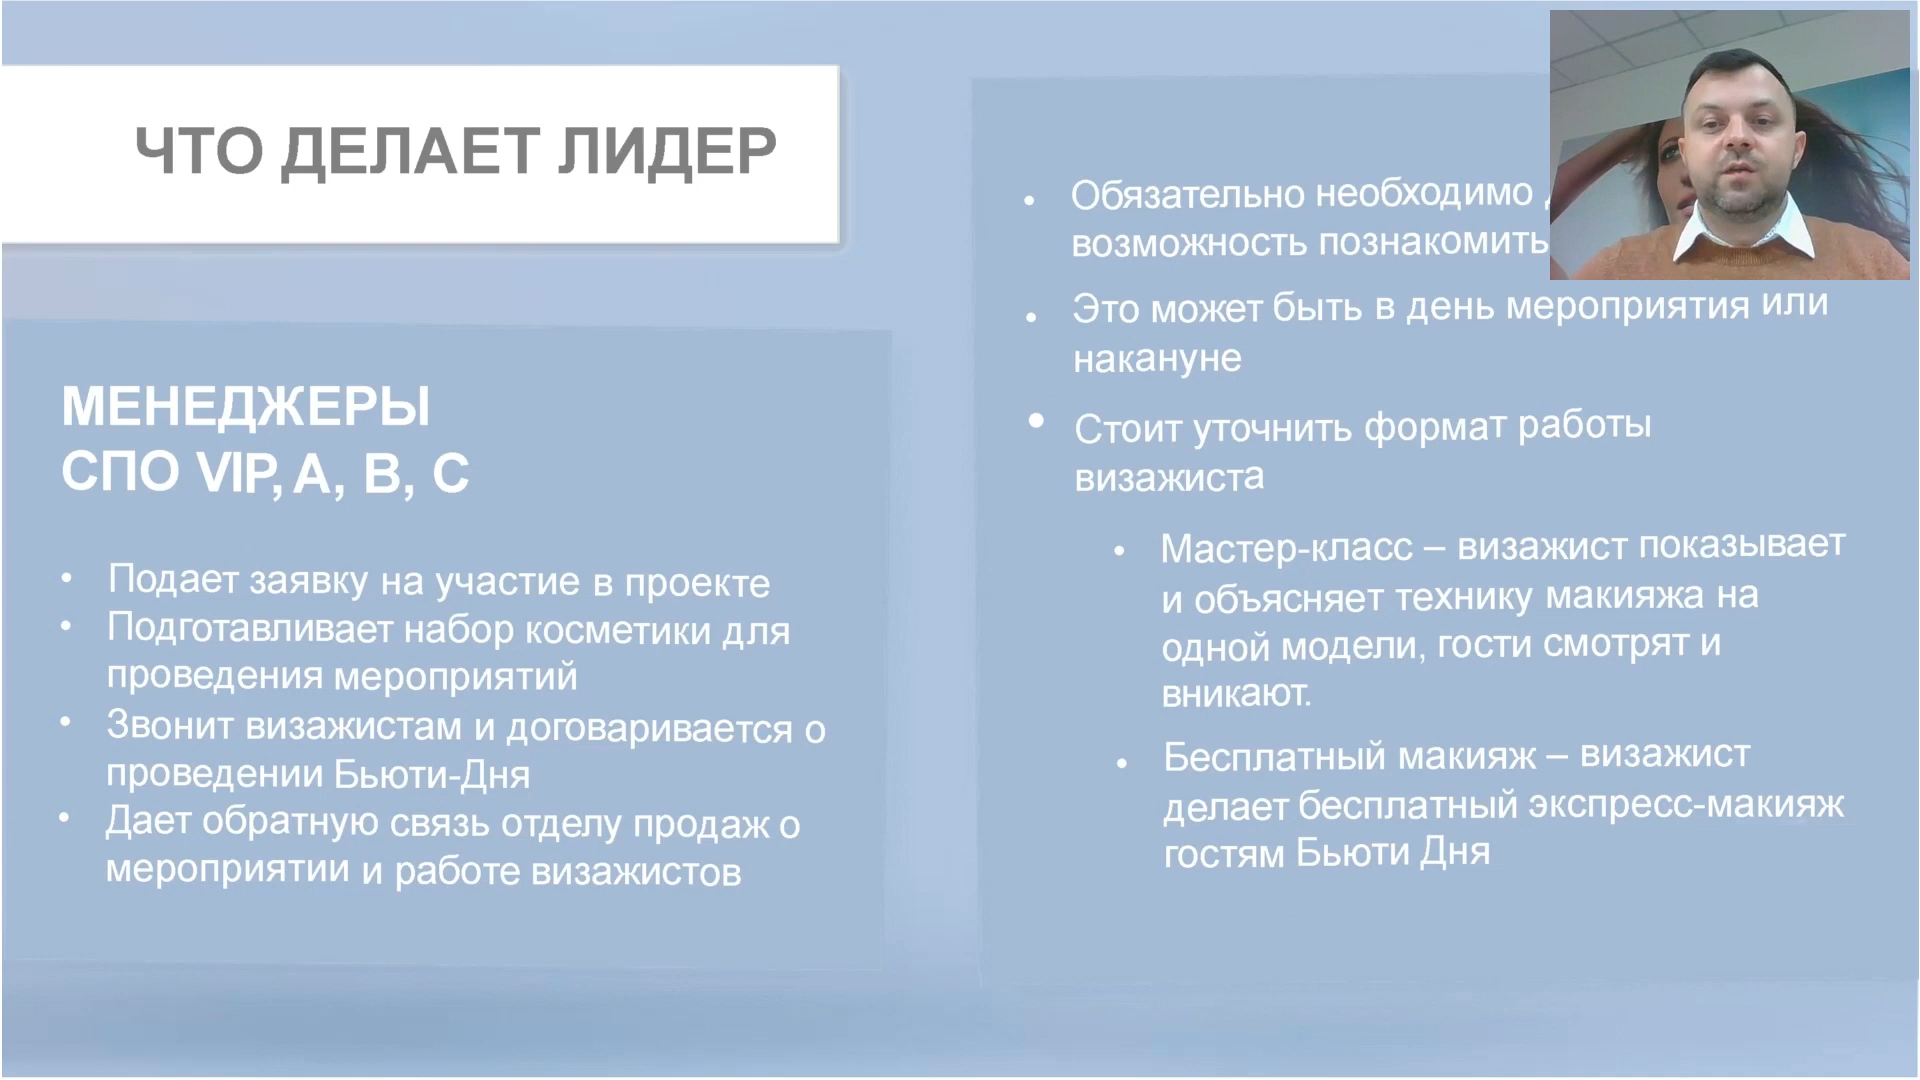 ЧТО ДЕЛАЕТ ЛИДЕР
МЕНЕДЖЕРЫ
СПО VIP, A, B, C
• Подает заявку на участие в проекте
• Подготавливает набор косметики для
проведения мероприятий
• Звонит визажистам и договаривается о
проведении Бьюти-Дня
• Дает обратную связь отделу продаж о
мероприятии и работе визажистов
• Обязательно необходимо
возможность познакомить
• Это может быть в день мероприятия или
накануне
• Стоит уточнить формат работы
визажиста
• Мастер-класс – визажист показывает
и объясняет технику макияжа на
одной модели, гости смотрят и
вникают.
• Бесплатный макияж – визажист
делает бесплатный экспресс-макияж
гостям Бьюти Дня